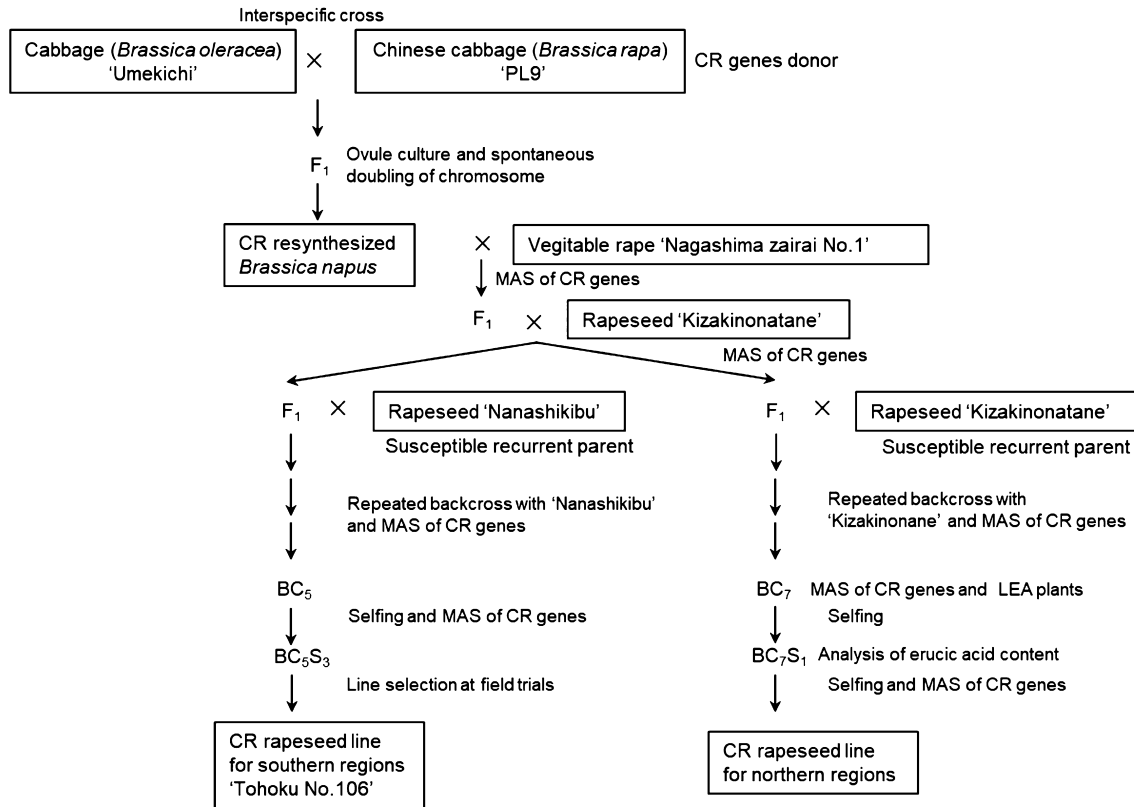 Interspecific cross
Cabbage (Brassica oleracea)
‘Umekichi’
×
Chinese cabbage (Brassica rapa)
‘PL9’
CR genes donor
F1
Ovule culture and spontaneous
doubling of chromosome
CR resynthesized
Brassica napus
×
Vegitable rape ‘Nagashima zairai No.1’
MAS of CR genes
F1 × Rapeseed ‘Kizakinonatane’
MAS of CR genes
F1 × Rapeseed ‘Nanashikibu’
Susceptible recurrent parent
Repeated backcross with ‘Nanashikibu’
and MAS of CR genes
BC5
Selfing and MAS of CR genes
BC5S3
Line selection at field trials
CR rapeseed line
for southern regions
‘Tohoku No.106’
F1 × Rapeseed ‘Kizakinonatane’
Susceptible recurrent parent
Repeated backcross with
‘Kizakinonane’ and MAS of CR genes
BC7 MAS of CR genes and LEA plants
Selfing
BC7S1 Analysis of erucic acid content
Selfing and MAS of CR genes
CR rapeseed line
for northern regions